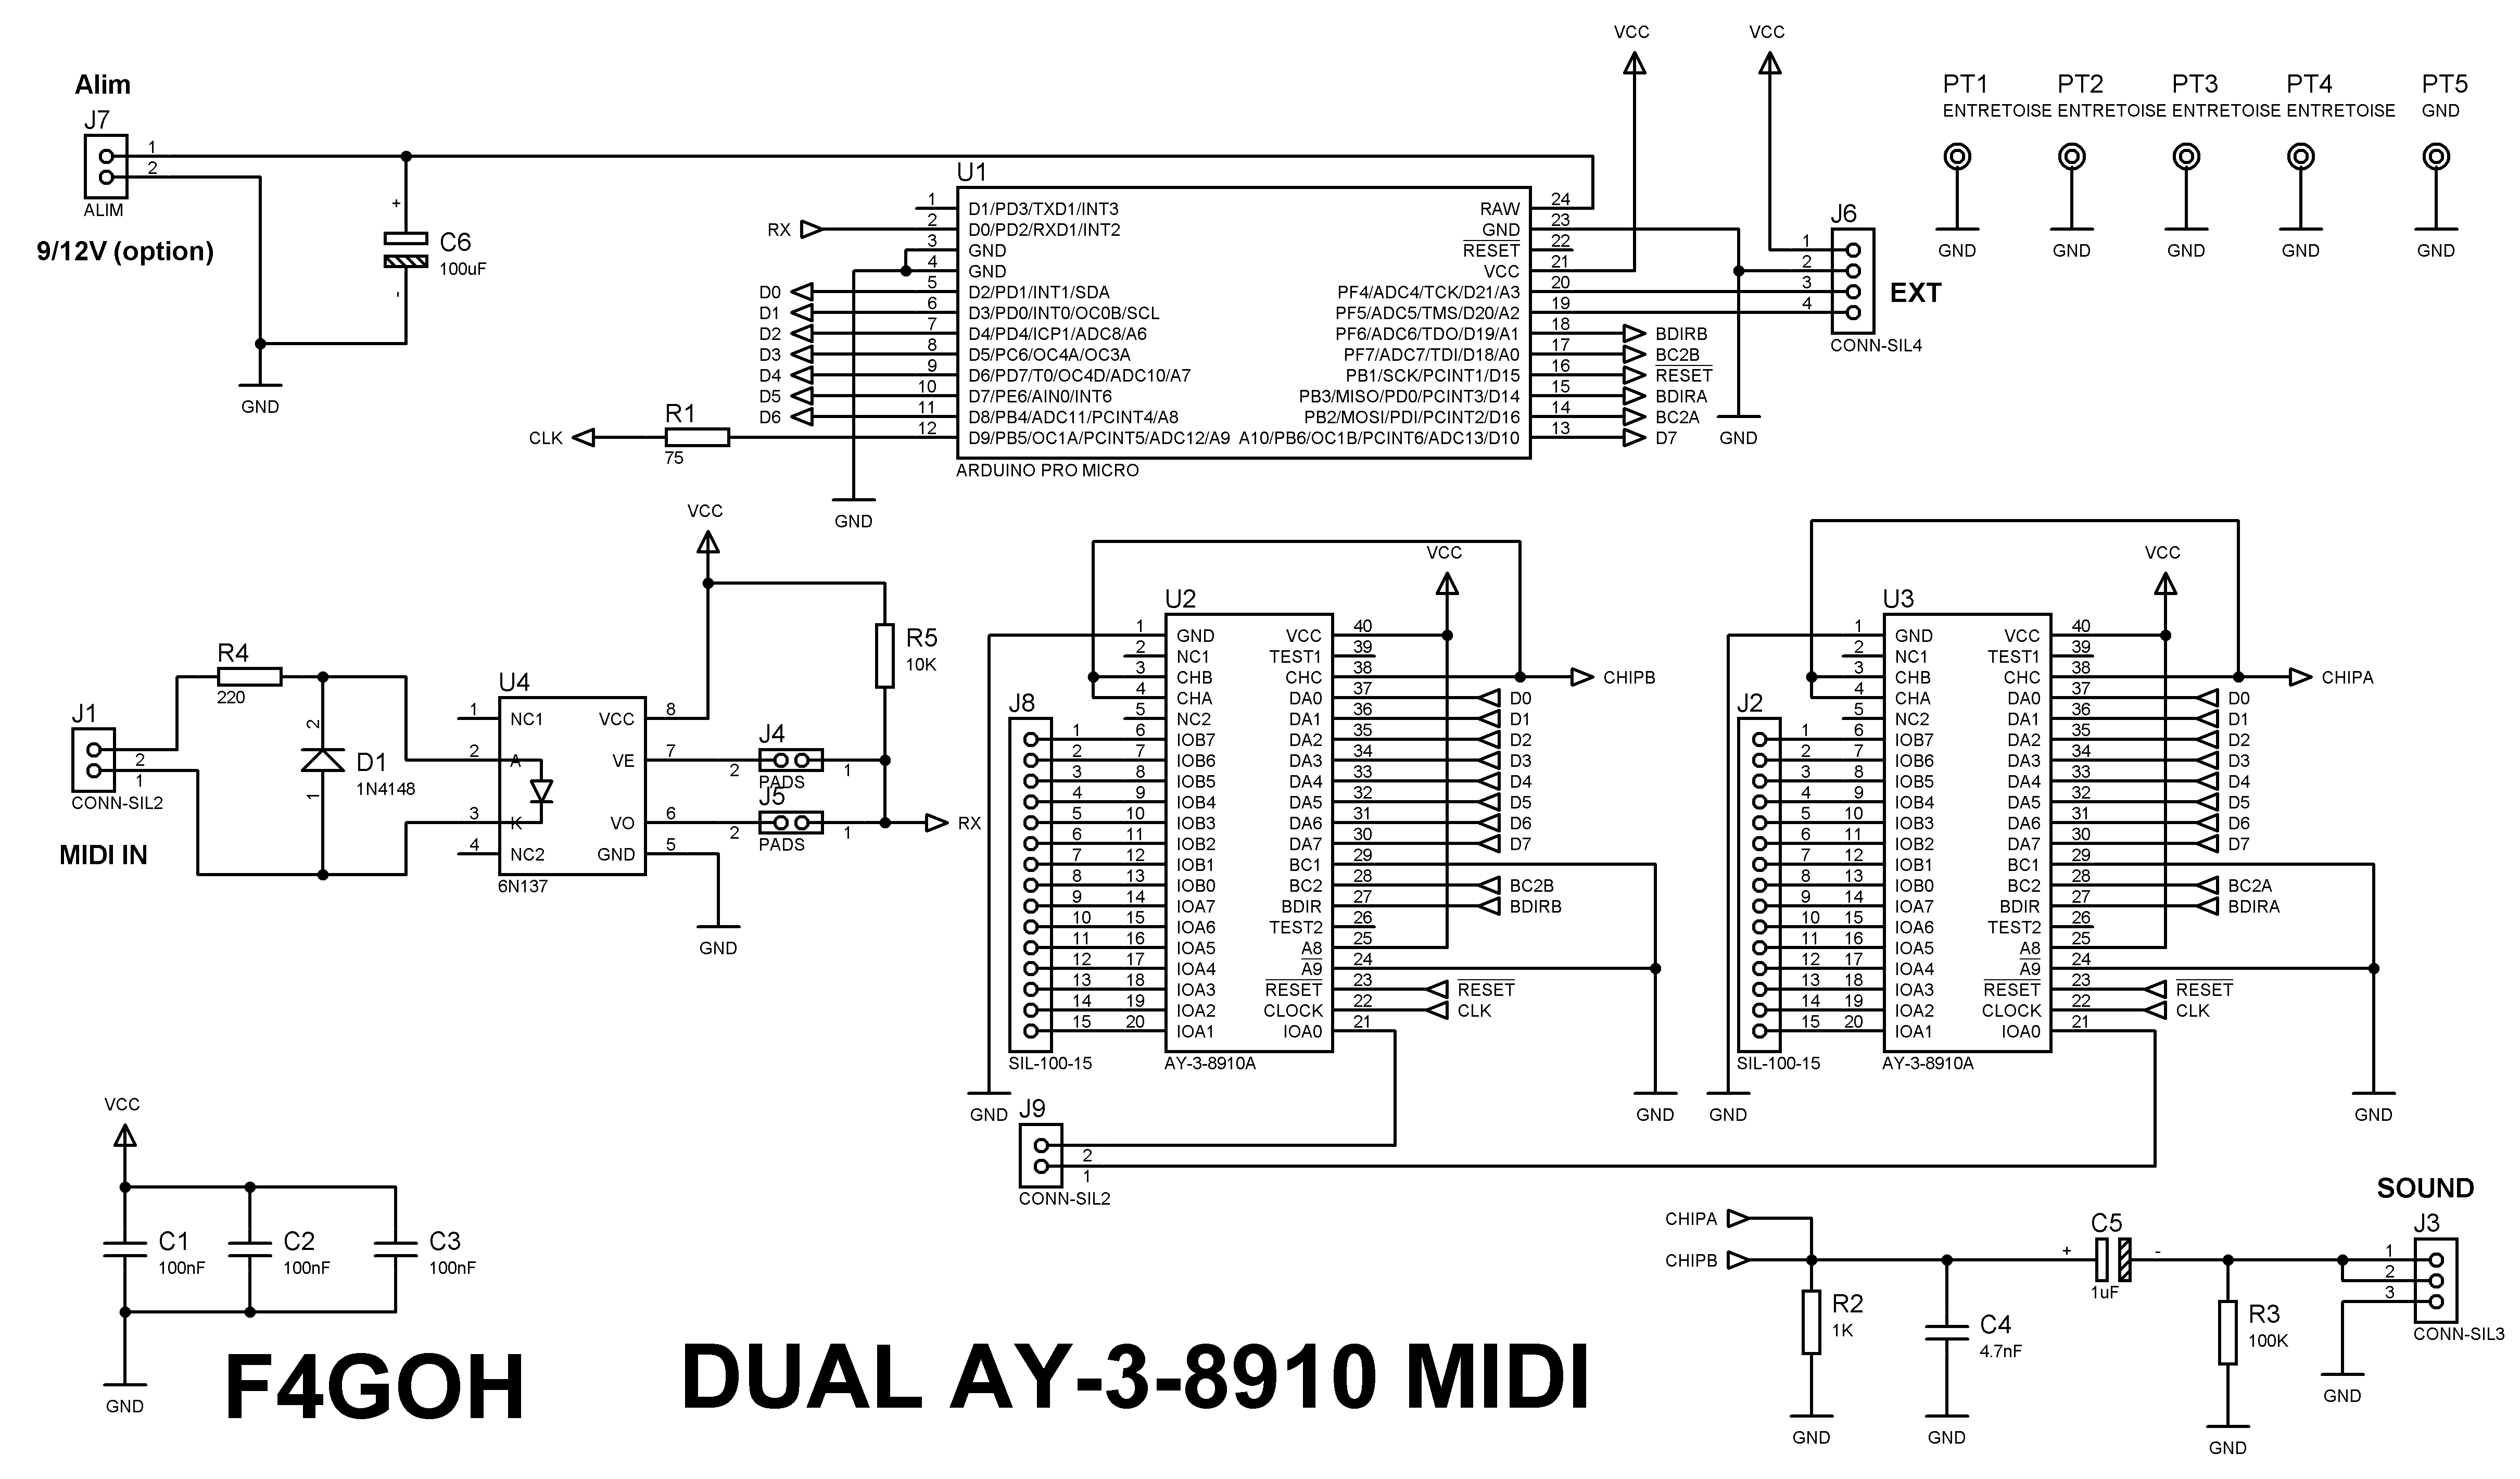 Alim
J7
1
2
ALIM
9/12V (option)
+
-
C6
100uF
GND
VCC
VCC
PT1
PT2
PT3
PT4
PT5
ENTRETOISE
ENTRETOISE
ENTRETOISE
ENTRETOISE
GND
GND
GND
GND
GND
GND
U1
1 D1/PD3/TXD1/INT3
RX 2 D0/PD2/RXD1/INT2
3 GND
4 GND
D0 5 D2/PD1/INT1/SDA
D1 6 D3/PD0/INT0/OC0B/SCL
D2 7 D4/PD4/ICP1/ADC8/A6
D3 8 D5/PC6/OC4A/OC3A
D4 9 D6/PD7/T0/OC4D/ADC10/A7
D5 10 D7/PE6/AIN0/INT6
D6 11 D8/PB4/ADC11/PCINT4/A8
CLK 12 D9/PB5/OC1A/PCINT5/ADC12/A9
R1
75
RAW 24
GND 23
RESET 22
VCC 21
PF4/ADC4/TCK/D21/A3 20
PF5/ADC5/TMS/D20/A2 19
PF6/ADC6/TDO/D19/A1 18 BDIRB
PF7/ADC7/TDI/D18/A0 17 BC2B
PB1/SCK/PCINT1/D15 16 RESET
PB3/MISO/PD0/PCINT3/D14 15 BDIRA
PB2/MOSI/PDI/PCINT2/D16 14 BC2A
A10/PB6/OC1B/PCINT6/ADC13/D10 13 D7
ARDUINO PRO MICRO
GND
GND
J6
1
2
3
4
EXT
CONN-SIL4
VCC
R5
10K
R4
220
J1
2
1
CONN-SIL2
MIDI IN
2
1
D1
1N4148
U4
1 NC1
2 A
3 K
4 NC2
VCC 8
VE 7
VO 6
GND 5
6N137
J4
2
1
PADS
J5
2
1
PADS
RX
GND
VCC
U2
1 GND
2 NC1
3 CHB
4 CHA
5 NC2
6 IOB7
7 IOB6
8 IOB5
9 IOB4
10 IOB3
11 IOB2
12 IOB1
13 IOB0
14 IOA7
15 IOA6
16 IOA5
17 IOA4
18 IOA3
19 IOA2
20 IOA1
VCC 40
TEST1 39
CHC 38 CHIPB
DA0 37 D0
DA1 36 D1
DA2 35 D2
DA3 34 D3
DA4 33 D4
DA5 32 D5
DA6 31 D6
DA7 30 D7
BC1 29
BC2 28 BC2B
BDIR 27 BDIRB
TEST2 26
A8 25
A9 24
RESET 23 RESET
CLOCK 22 CLK
IOA0 21
AY-3-8910A
J8
1
2
3
4
5
6
7
8
9
10
11
12
13
14
15
SIL-100-15
GND
GND
VCC
U3
1 GND
2 NC1
3 CHB
4 CHA
5 NC2
6 IOB7
7 IOB6
8 IOB5
9 IOB4
10 IOB3
11 IOB2
12 IOB1
13 IOB0
14 IOA7
15 IOA6
16 IOA5
17 IOA4
18 IOA3
19 IOA2
20 IOA1
VCC 40
TEST1 39
CHC 38 CHIPA
DA0 37 D0
DA1 36 D1
DA2 35 D2
DA3 34 D3
DA4 33 D4
DA5 32 D5
DA6 31 D6
DA7 30 D7
BC1 29
BC2 28 BC2A
BDIR 27 BDIRA
TEST2 26
A8 25
A9 24
RESET 23 RESET
CLOCK 22 CLK
IOA0 21
AY-3-8910A
J2
1
2
3
4
5
6
7
8
9
10
11
12
13
14
15
SIL-100-15
GND
GND
J9
2
1
CONN-SIL2
VCC
C1
100nF
C2
100nF
C3
100nF
GND
F4GOH
DUAL AY-3-8910 MIDI
CHIPA
CHIPB
R2
1K
GND
C4
4.7nF
GND
C5
+
-
1uF
R3
100K
GND
SOUND
J3
1
2
3
CONN-SIL3
GND